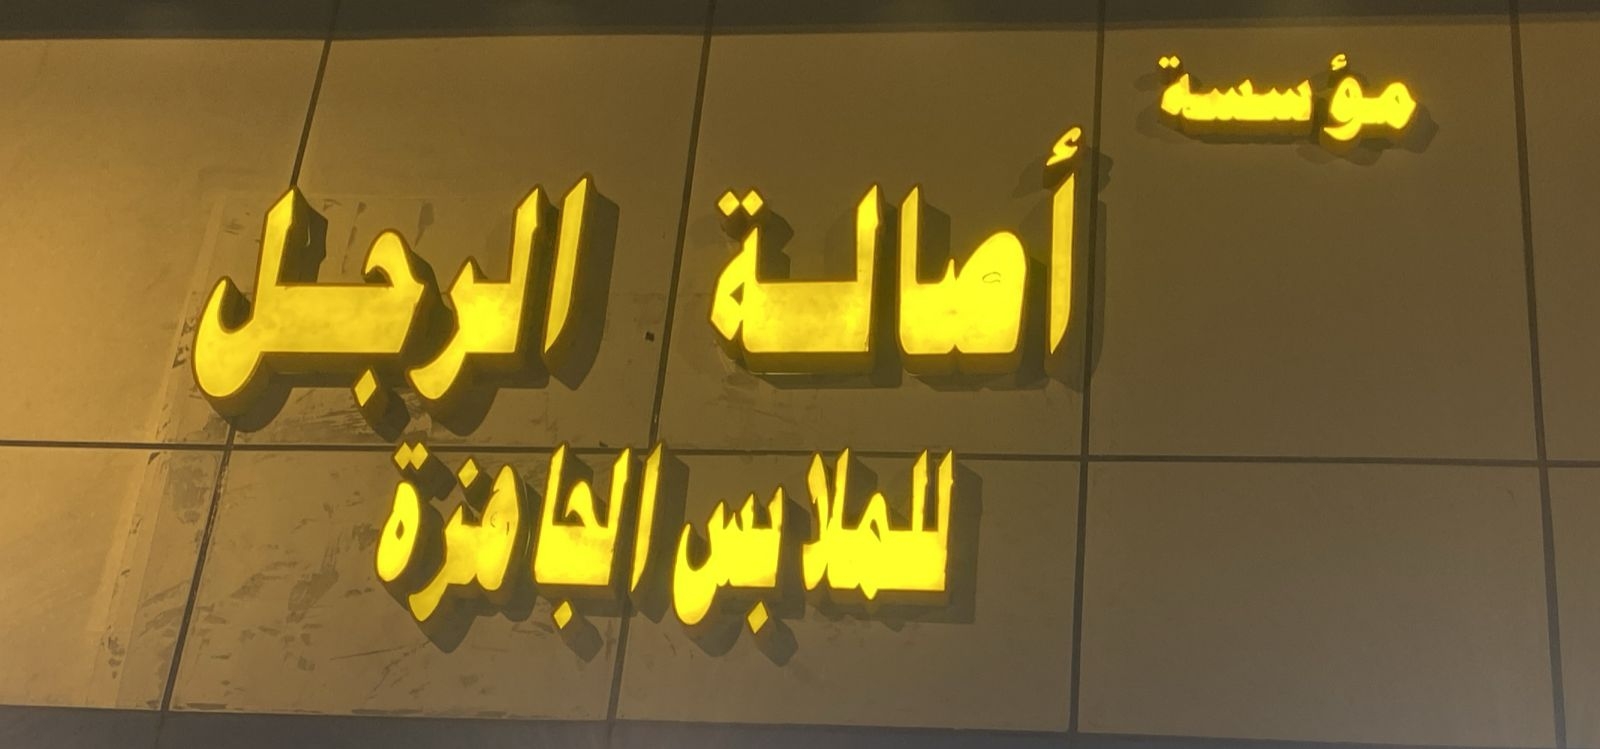 مؤسسة
أصالة الرجل
للملابس الجاهزة